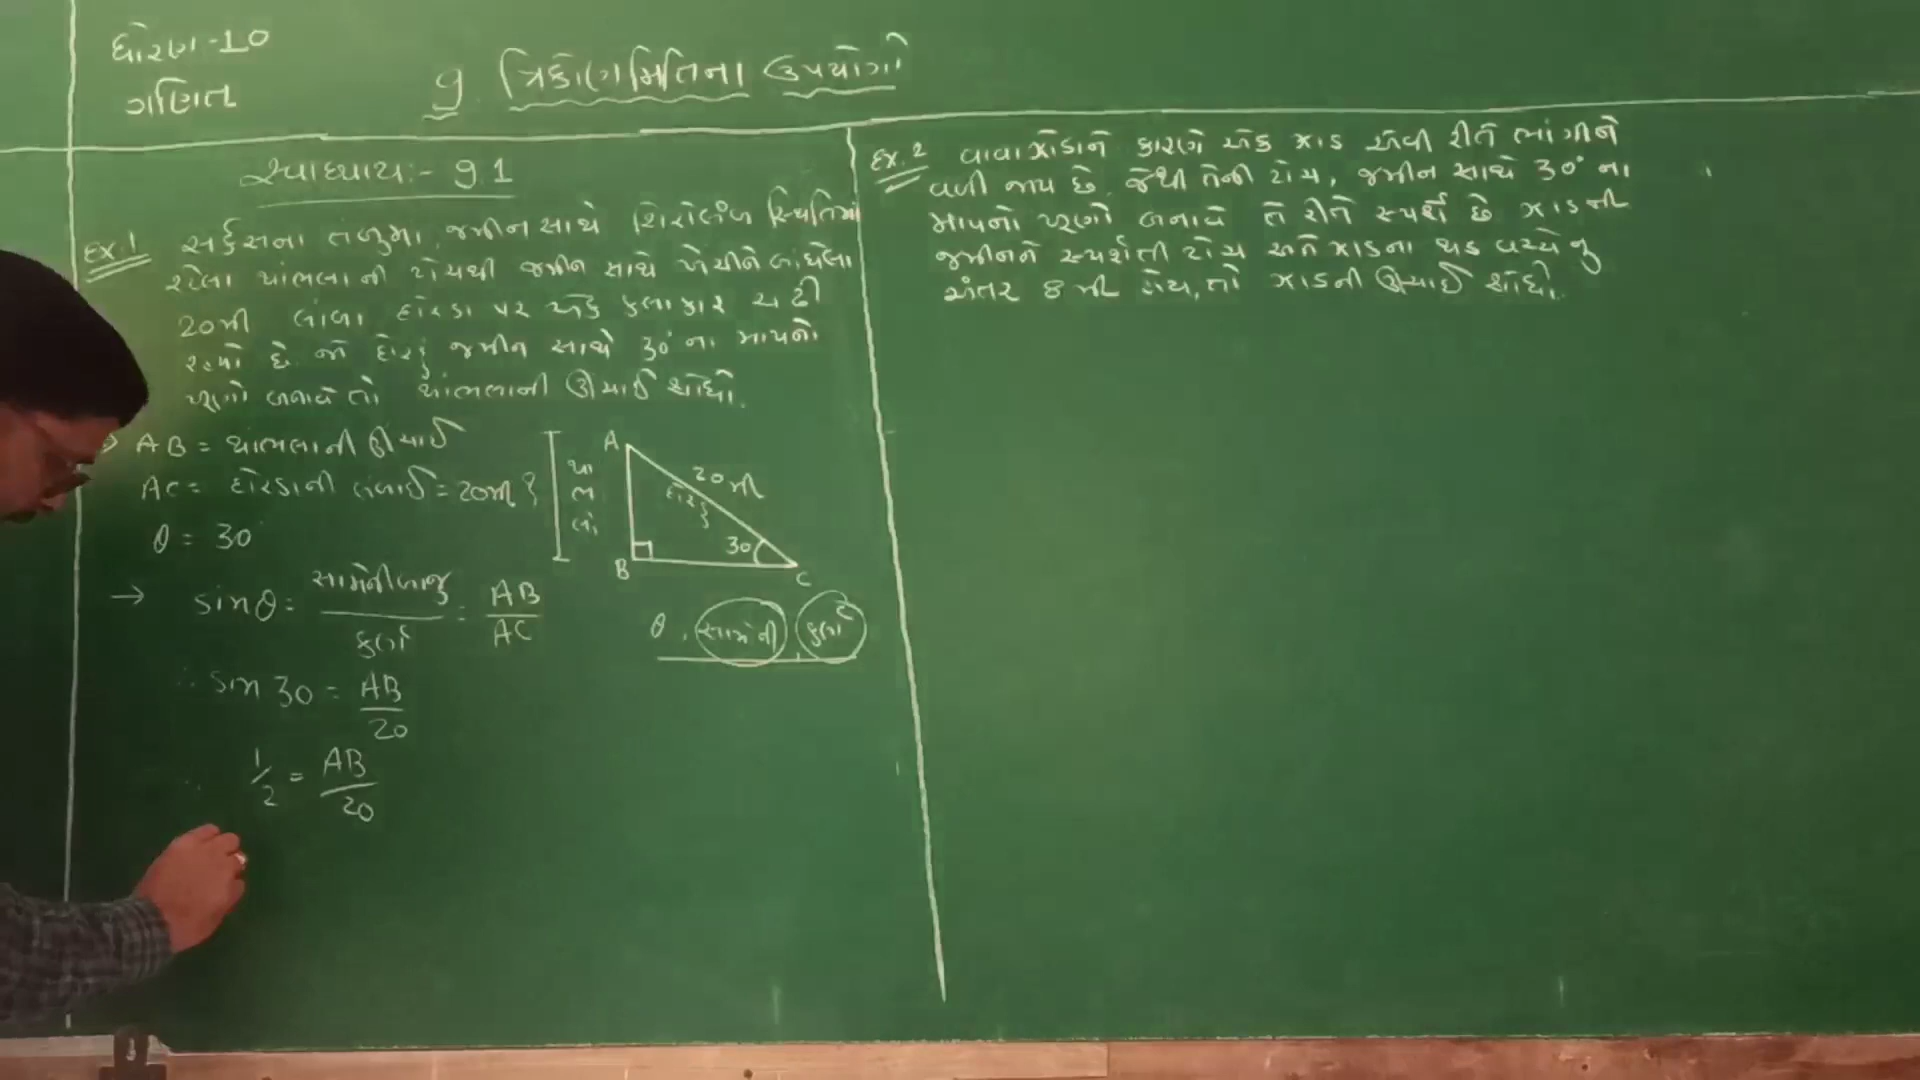 ધોરણ-10
ગણિત
9 ત્રિકોણમિતિના ઉપયોગો
સ્વાધ્યાય:- 9.1
Ex.1 સર્કસના તંબુમાં, જમીન સાથે શિરોલંબ સ્થિતિમાં
રહેલા થાંભલાની ટોચથી જમીન સાથે ખેંચીને બાંધેલા
20મી લાંબા દોરડા પર એક કલાકાર ચઢી
રહ્યો છે. જો દોરડું જમીન સાથે 30° ના માપનો
ખૂણો બનાવે તો થાંભલાની ઊંચાઈ શોધો.
AB = થાંભલાની ઊંચાઈ
AC = દોરડાની લંબાઈ = 20મી
θ = 30
→ sinθ = સામેનીબાજુ / કર્ણ = AB / AC
∴ sin 30 = AB / 20
∴ 1/2 = AB / 20
થાંભલો
A
20મી
દોરડું
30
B
C
θ, સામેની, કર્ણ
Ex.2 વાવાઝોડાને કારણે એક ઝાડ એવી રીતે ભાંગીને
વળી જાય છે. જેથી તેની ટોચ, જમીન સાથે 30° ના
માપનો ખૂણો બનાવે તે રીતે સ્પર્શે છે ઝાડની
જમીનને સ્પર્શતી ટોચ અને ઝાડના થડ વચ્ચેનુ
અંતર 8 મી હોય, તો ઝાડની ઊંચાઈ શોધો.